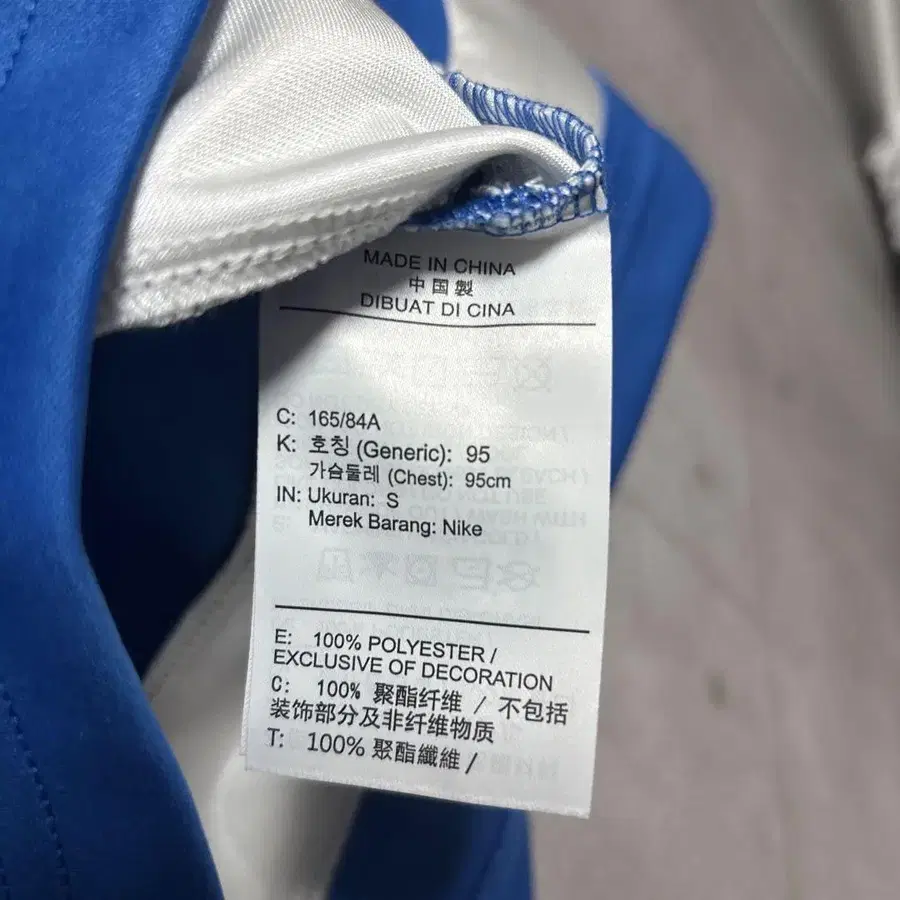 MADE IN CHINA
中国製
DIBUAT DI CINA
C: 165/84A
K: 호칭 (Generic): 95
가슴둘레 (Chest): 95cm
IN: Ukuran: S
Merek Barang: Nike
E: 100% POLYESTER /
EXCLUSIVE OF DECORATION
C: 100% 聚酯纤维 / 不包括
装饰部分及非纤维物质
T: 100% 聚酯纖維 /